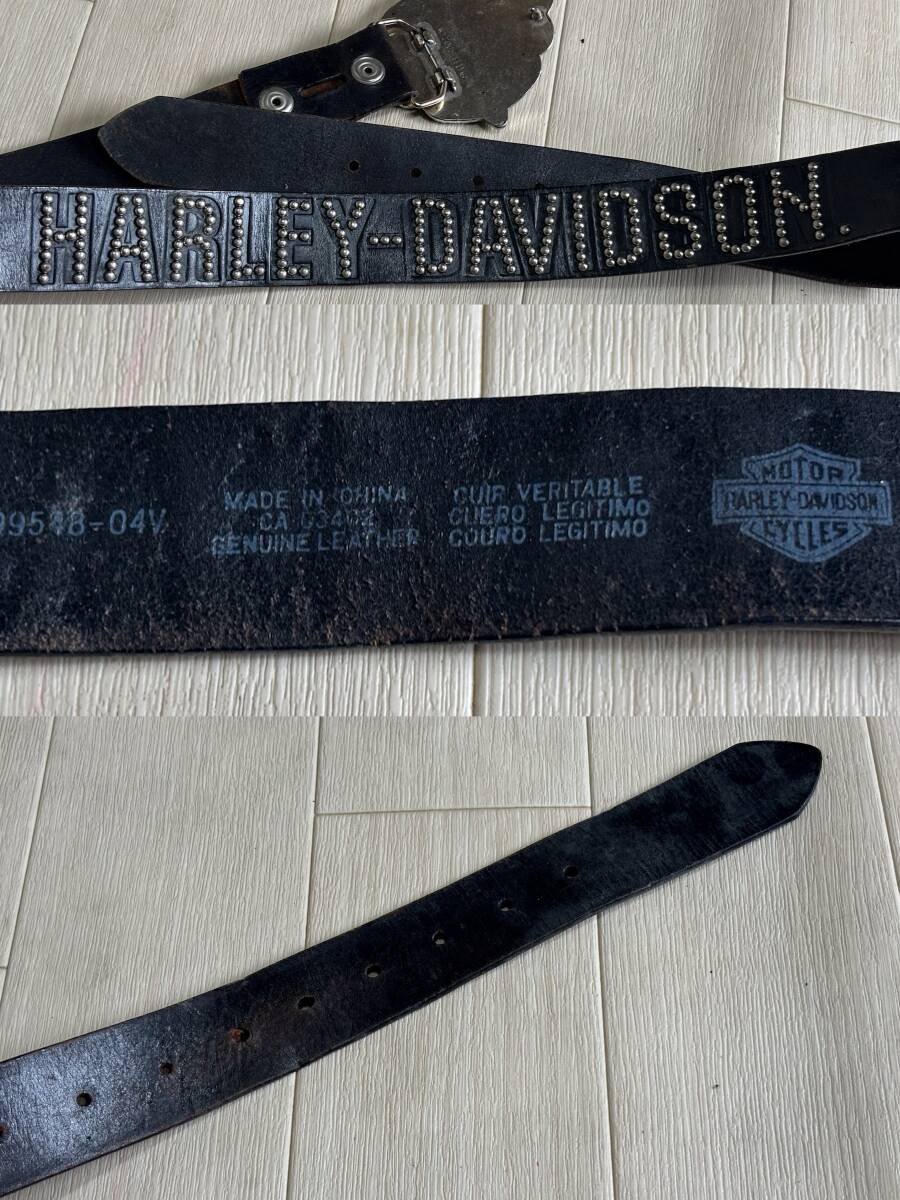 HARLEY-DAVIDSON.
MADE IN CHINA
GENUINE LEATHER
CUIR VERITABLE
CUERO LEGITIMO
COURO LEGITIMO
MOTOR
HARLEY-DAVIDSON
CYCLES